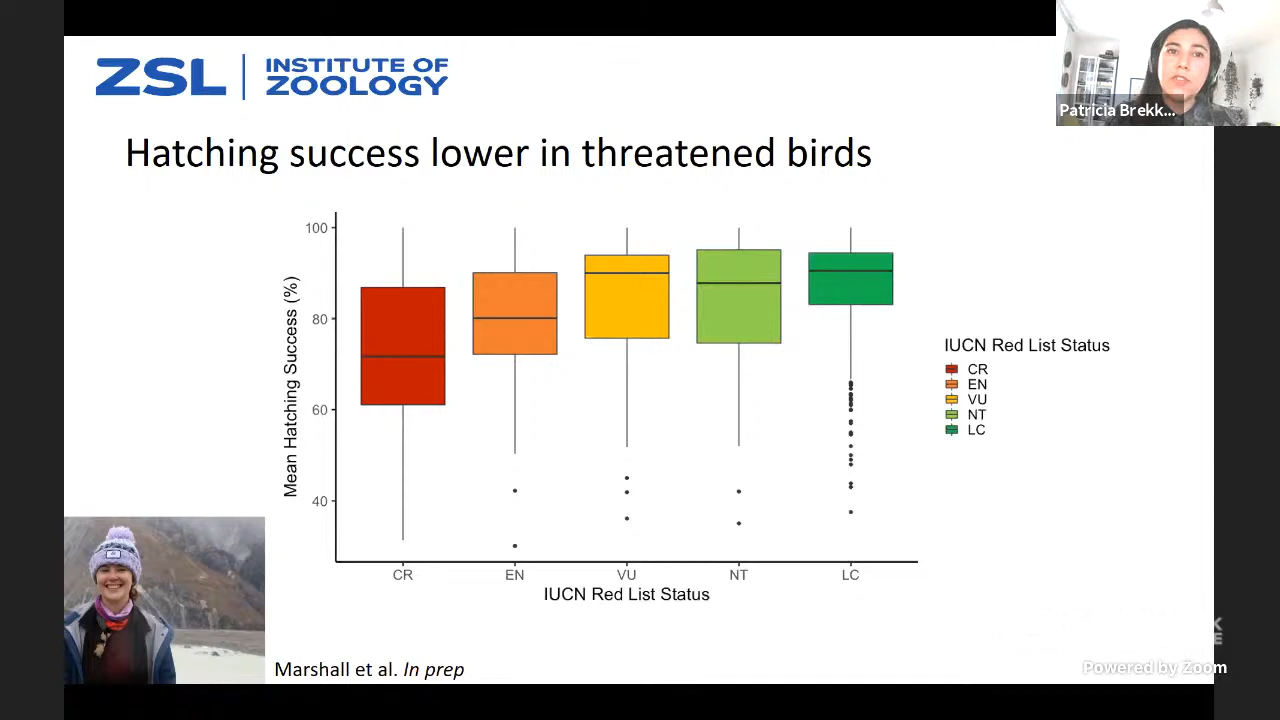 ZSL
INSTITUTE OF
ZOOLOGY
Patricia Brekk...
Hatching success lower in threatened birds
Mean Hatching Success (%)
100
80
60
40
CR
EN
VU
NT
LC
IUCN Red List Status
IUCN Red List Status
CR
EN
VU
NT
LC
Marshall et al. In prep
Powered by Zoom